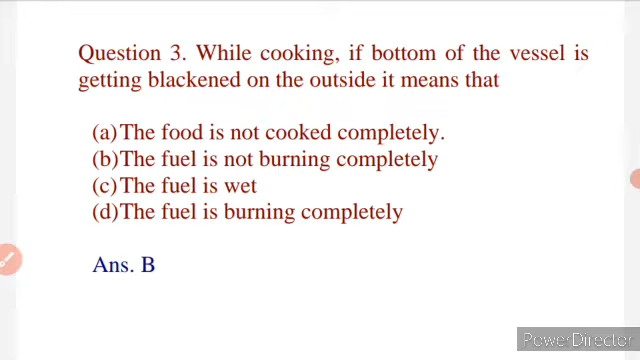 Question 3. While cooking, if bottom of the vessel is
getting blackened on the outside it means that
(a)The food is not cooked completely.
(b)The fuel is not burning completely
(c)The fuel is wet
(d)The fuel is burning completely
Ans. B
PowerDirector